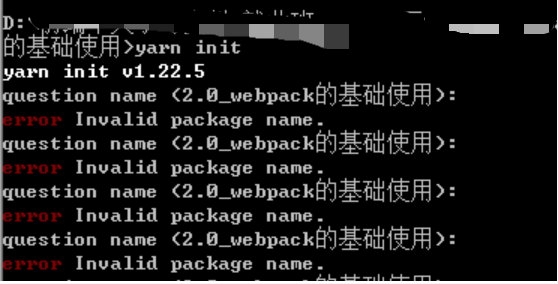 D:
的基础使用>yarn init
yarn init v1.22.5
question name (2.0_webpack的基础使用):
error Invalid package name.
question name (2.0_webpack的基础使用):
error Invalid package name.
question name (2.0_webpack的基础使用):
error Invalid package name.
question name (2.0_webpack的基础使用):
error Invalid package name.